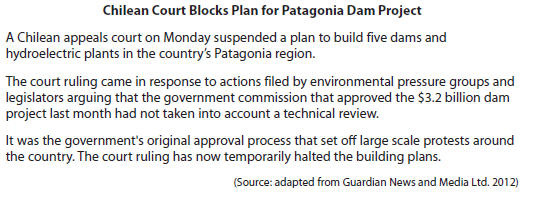 Chilean Court Blocks Plan for Patagonia Dam Project
A Chilean appeals court on Monday suspended a plan to build five dams and
hydroelectric plants in the country's Patagonia region.
The court ruling came in response to actions filed by environmental pressure groups and
legislators arguing that the government commission that approved the $3.2 billion dam
project last month had not taken into account a technical review.
It was the government's original approval process that set off large scale protests around
the country. The court ruling has now temporarily halted the building plans.
(Source: adapted from Guardian News and Media Ltd. 2012)